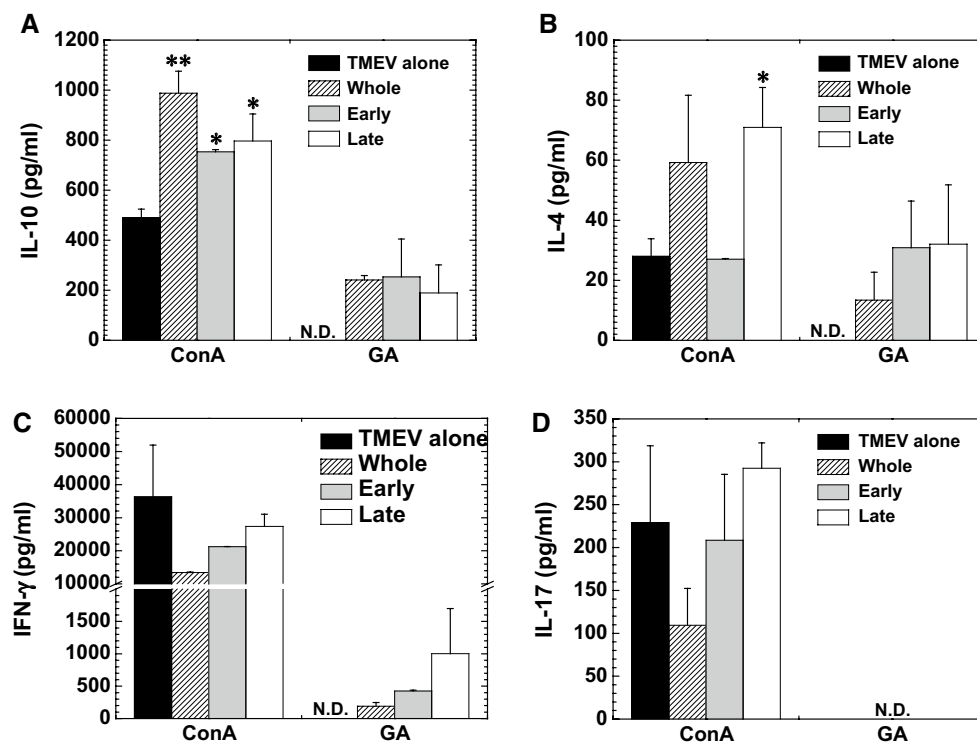 A
IL-10 (pg/ml)
1200
1000
800
600
400
200
0
**
*
*
TMEV alone
Whole
Early
Late
N.D.
ConA
GA
B
IL-4 (pg/ml)
100
80
60
40
20
0
*
TMEV alone
Whole
Early
Late
N.D.
ConA
GA
C
IFN-γ (pg/ml)
60000
50000
40000
30000
20000
10000
1500
1000
500
0
TMEV alone
Whole
Early
Late
N.D.
ConA
GA
D
IL-17 (pg/ml)
350
300
250
200
150
100
50
0
TMEV alone
Whole
Early
Late
N.D.
ConA
GA